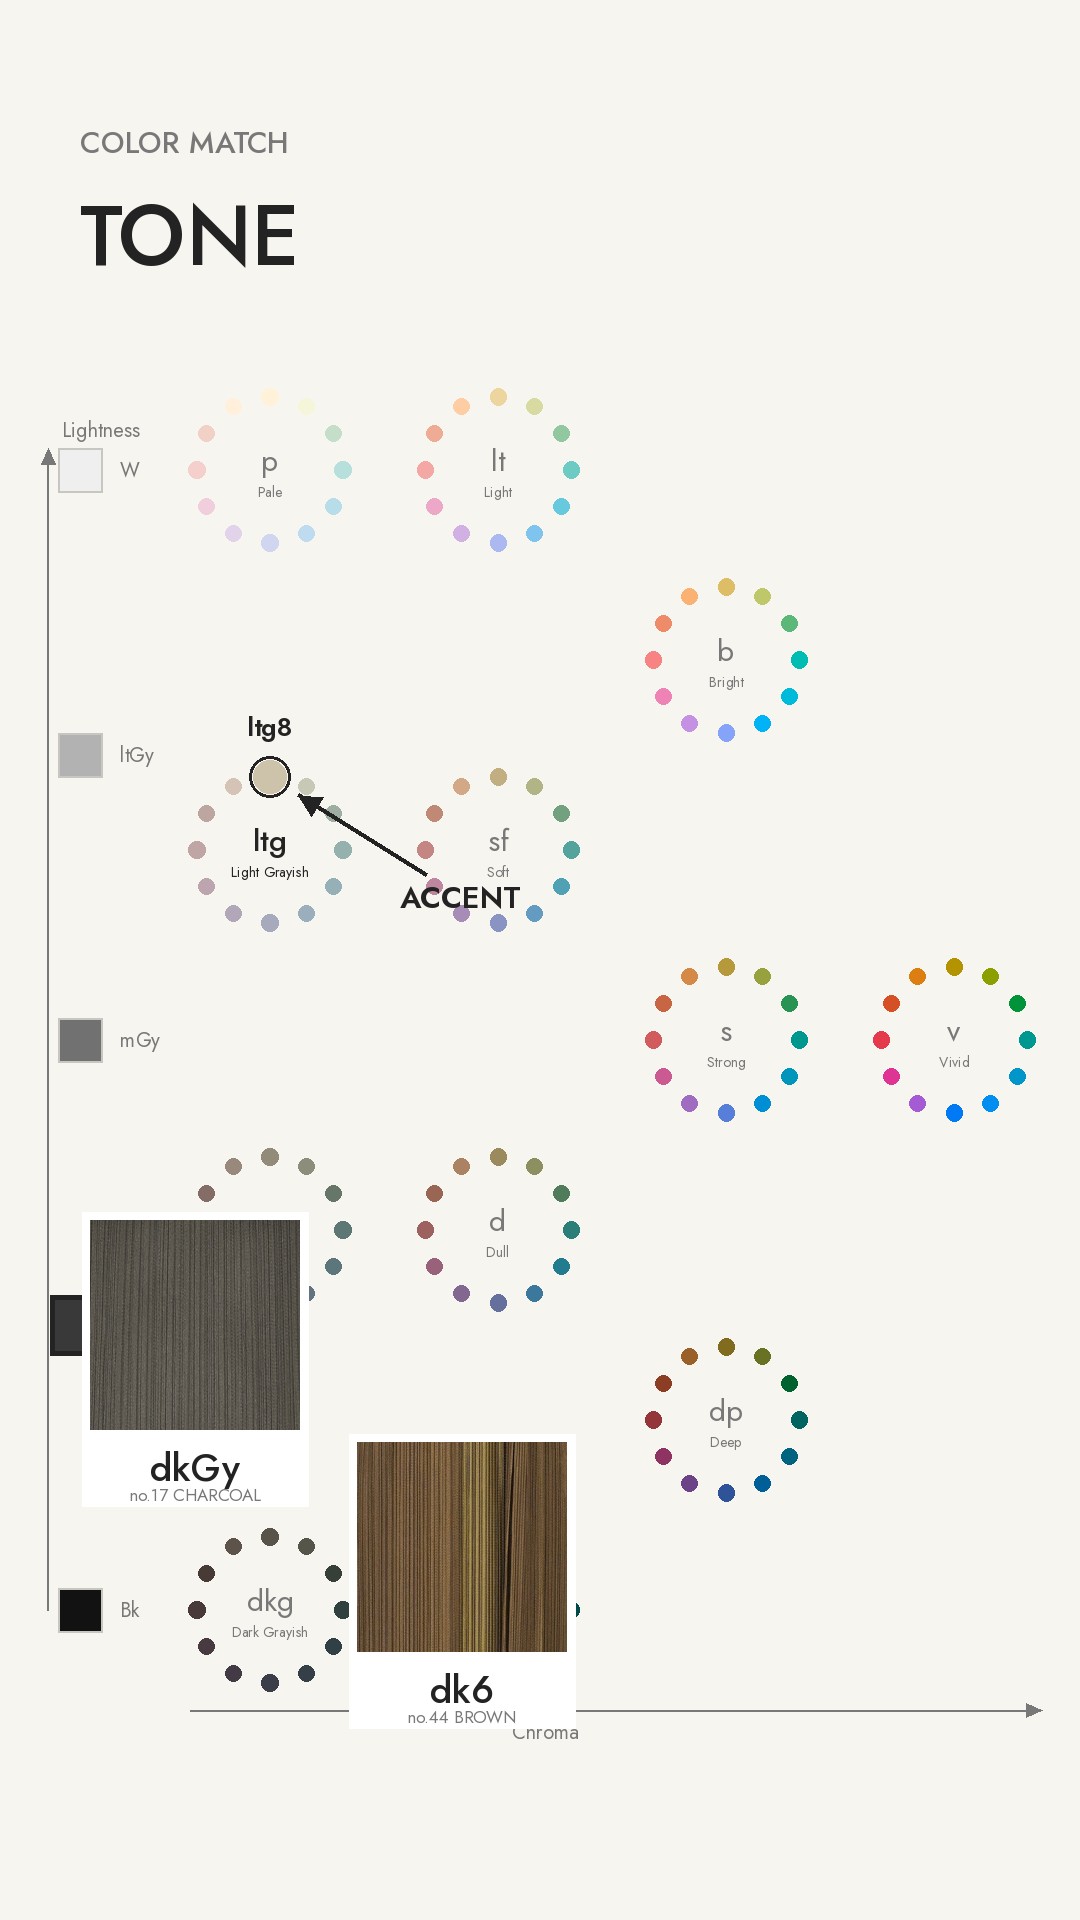 COLOR MATCH
TONE
Lightness
W
p
Pale
lt
Light
b
Bright
ltg8
ltGy
ltg
Light Grayish
sf
Soft
ACCENT
mGy
s
Strong
v
Vivid
d
Dull
dp
Deep
dkGy
no.17 CHARCOAL
Bk
dkg
Dark Grayish
dk6
no.44 BROWN
Chroma